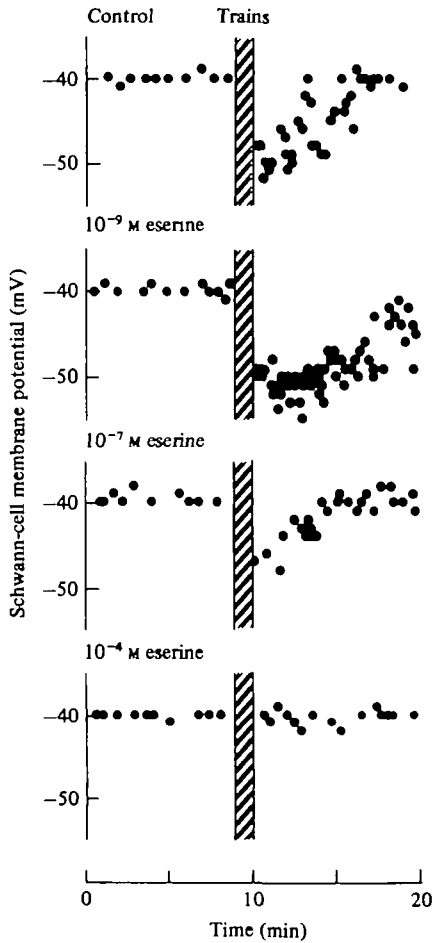 Control Trains
−40
−50
10⁻⁹ M eserine
−40
−50
10⁻⁷ M eserine
−40
−50
10⁻⁴ M eserine
−40
−50
Schwann-cell membrane potential (mV)
0 10 20
Time (min)